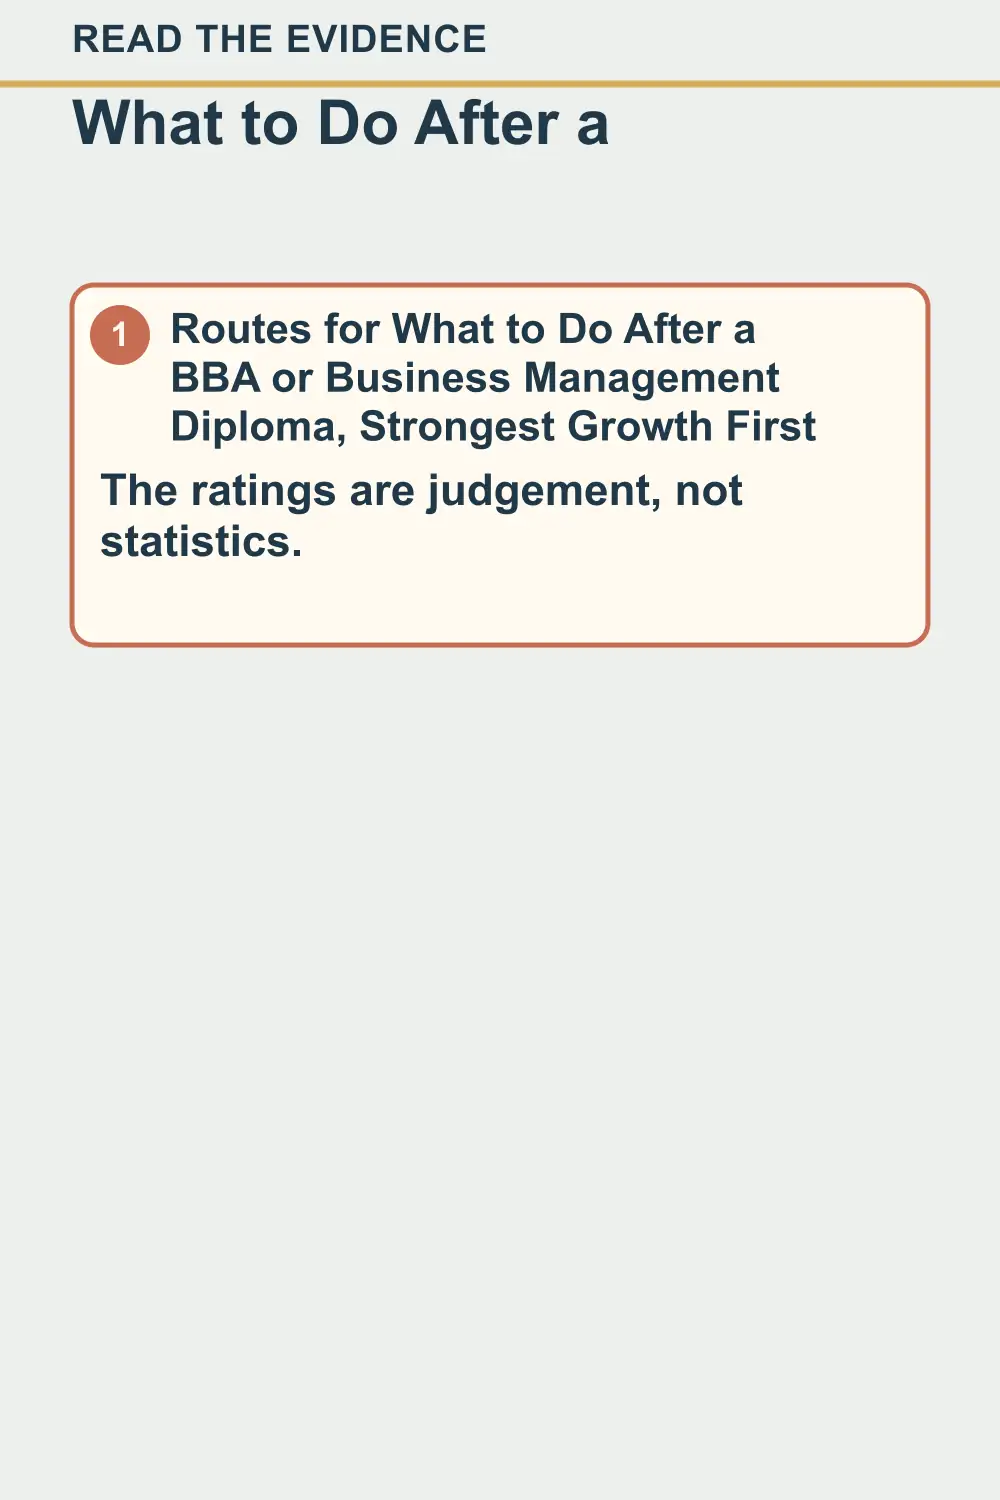 READ THE EVIDENCE
What to Do After a
1
Routes for What to Do After a
BBA or Business Management
Diploma, Strongest Growth First
The ratings are judgement, not
statistics.